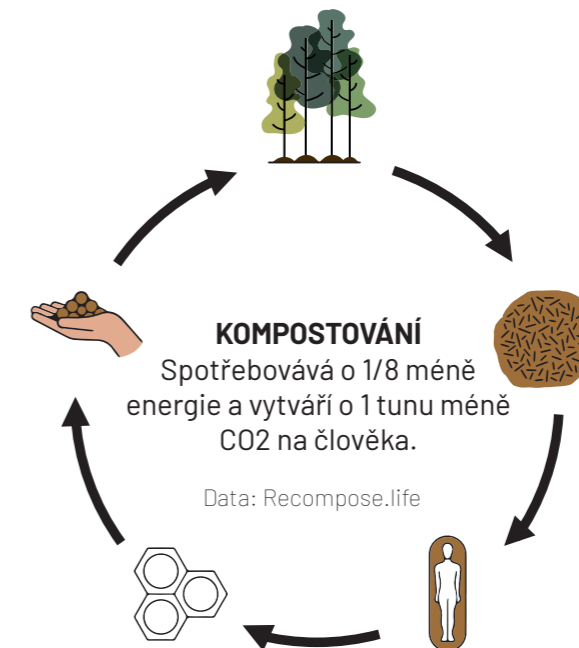 KOMPOSTOVÁNÍ
Spotřebovává o 1/8 méně
energie a vytváří o 1 tunu méně
CO2 na člověka.
Data: Recompose.life